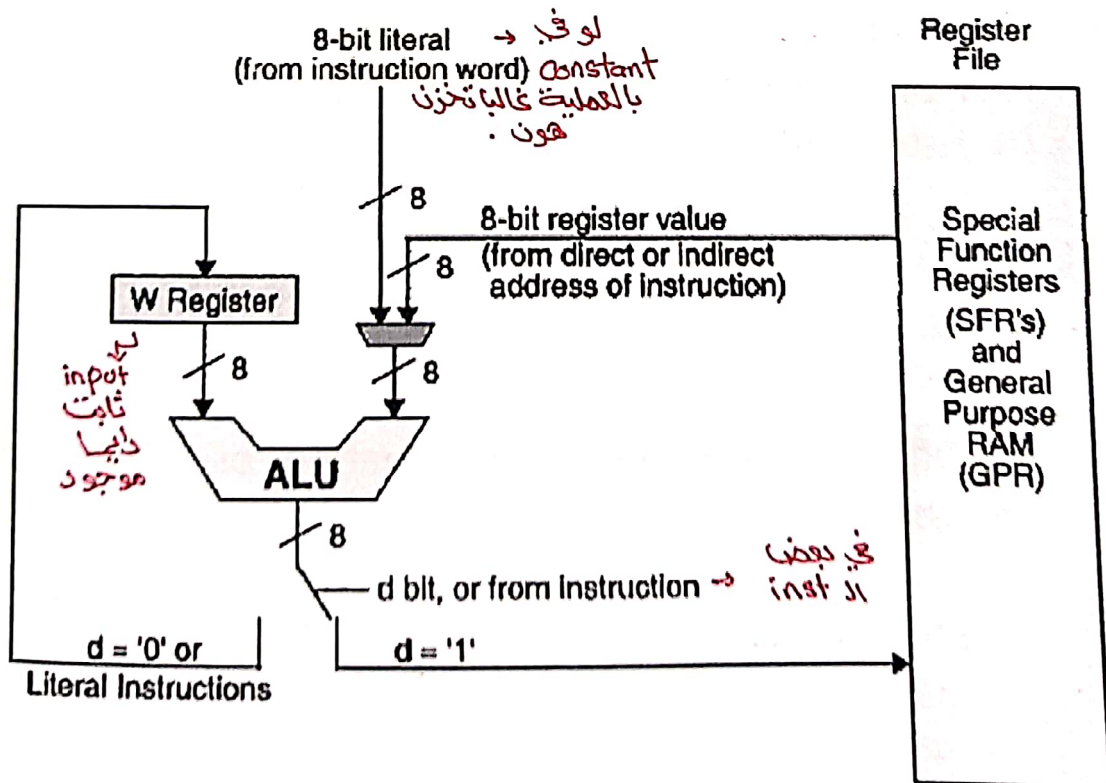 8-bit literal → لو في
(from instruction word) constant
بالعملية غالبا تخزن
هون .
Register
File
8
8-bit register value
8
(from direct or indirect
address of instruction)
W Register
8
8
input
ثابت
دايما
موجود
ALU
8
Special
Function
Registers
(SFR's)
and
General
Purpose
RAM
(GPR)
d bit, or from instruction → في بعض
ال inst
d = '0' or
Literal Instructions
d = '1'